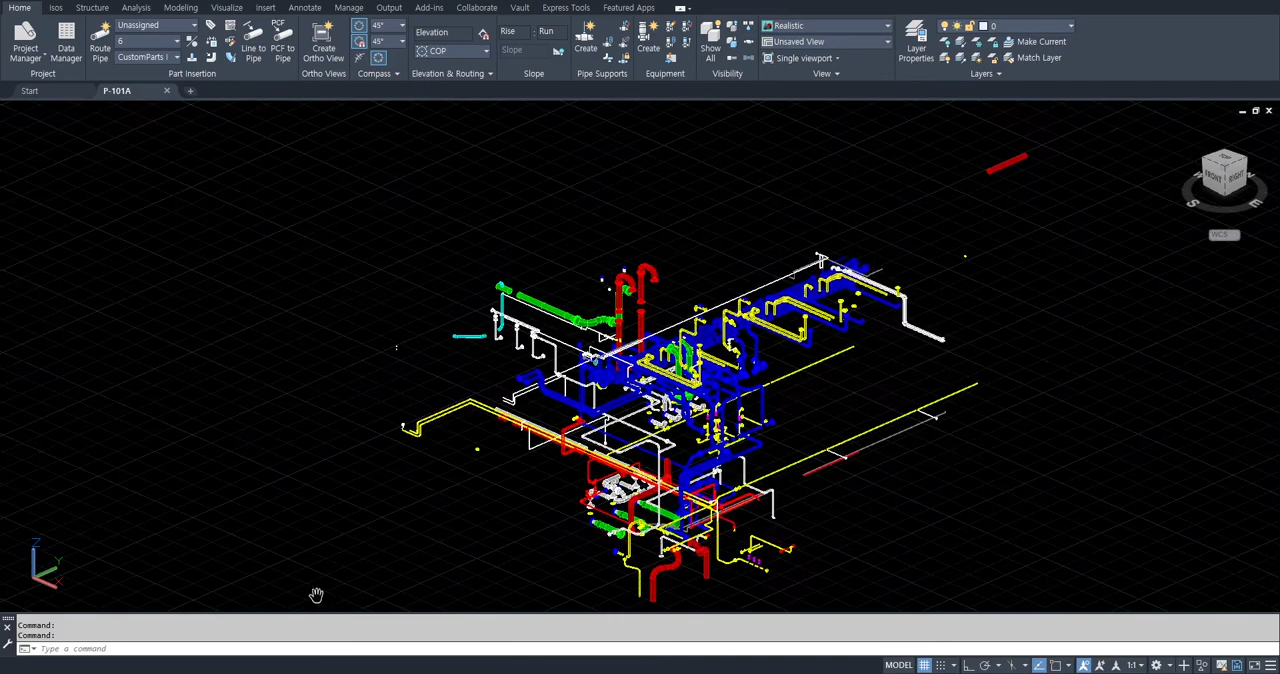 Home Isos Structure Analysis Modeling Visualize Insert Annotate Manage Output Add-ins Collaborate Vault Express Tools Featured Apps
Project Manager
Data Manager
Project
Route Pipe
Unassigned
6
CustomParts
Line to Pipe
PCF to Pipe
Part Insertion
Create Ortho View
Ortho Views
45°
45°
Compass
Elevation
COP
Elevation & Routing
Rise Run
Slope
Slope
Create
Pipe Supports
Create
Equipment
Show All
Visibility
Realistic
Unsaved View
Single viewport
View
Layer Properties
0
Make Current
Match Layer
Layers
Start P-101A
TOP
FRONT RIGHT
S E
WCS
Z
Y
X
Command:
Command:
Type a command
MODEL 1:1